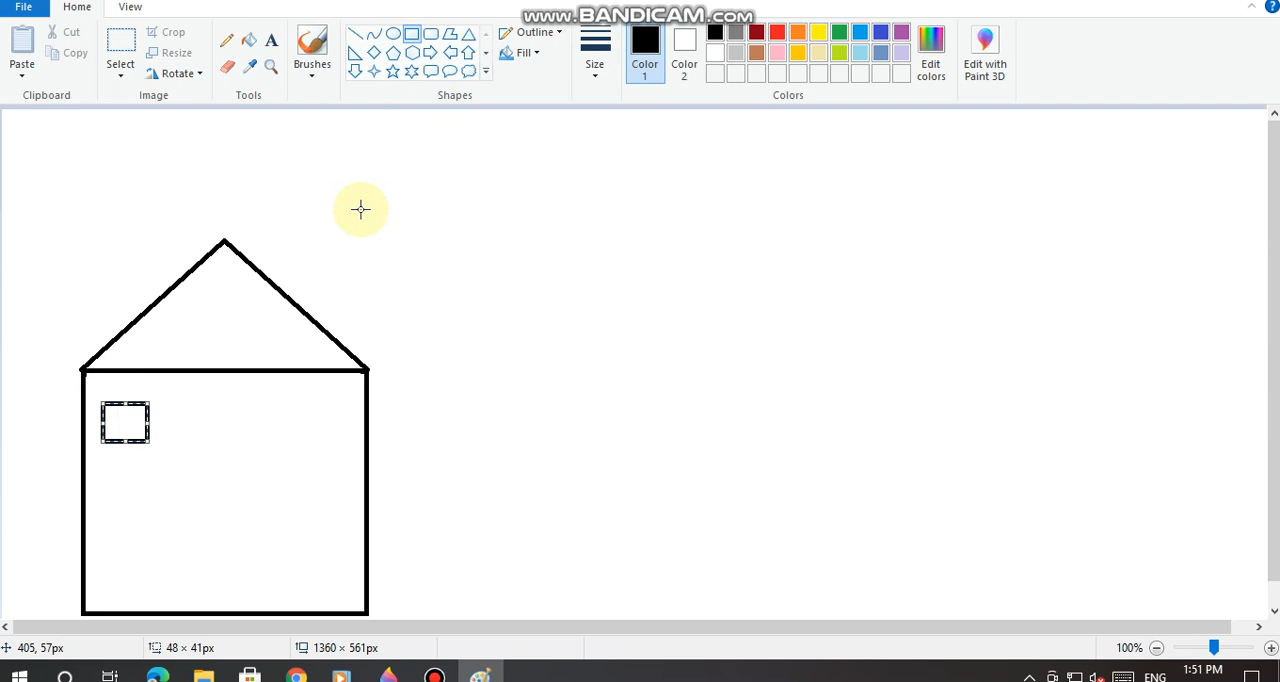 File Home View
www.BANDICAM.com
Paste
Cut
Copy
Clipboard
Select
Crop
Resize
Rotate
Image
Tools
Brushes
Shapes
Outline
Fill
Size
Color 1
Color 2
Colors
Edit colors
Edit with Paint 3D
405, 57px 48 × 41px 1360 × 561px 100%
ENG 1:51 PM